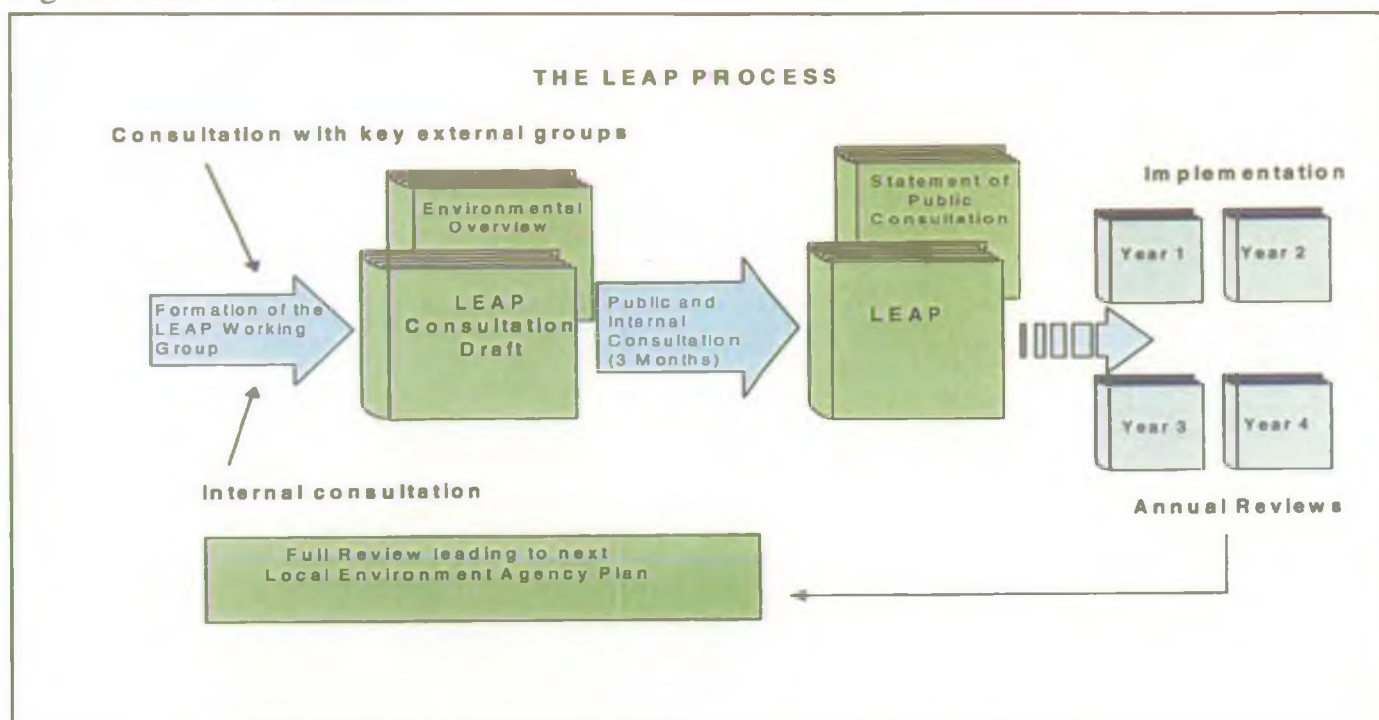 THE LEAP PROCESS
Consultation with key external groups
Environmental
Overview
Statement of
Public
Consultation
Implementation
Formation of the
LEAP Working
Group
LEAP
Consultation
Draft
Public and
Internal
Consultation
(3 Months)
LEAP
Year 1
Year 2
Year 3
Year 4
Internal consultation
Annual Reviews
Full Review leading to next
Local Environment Agency Plan